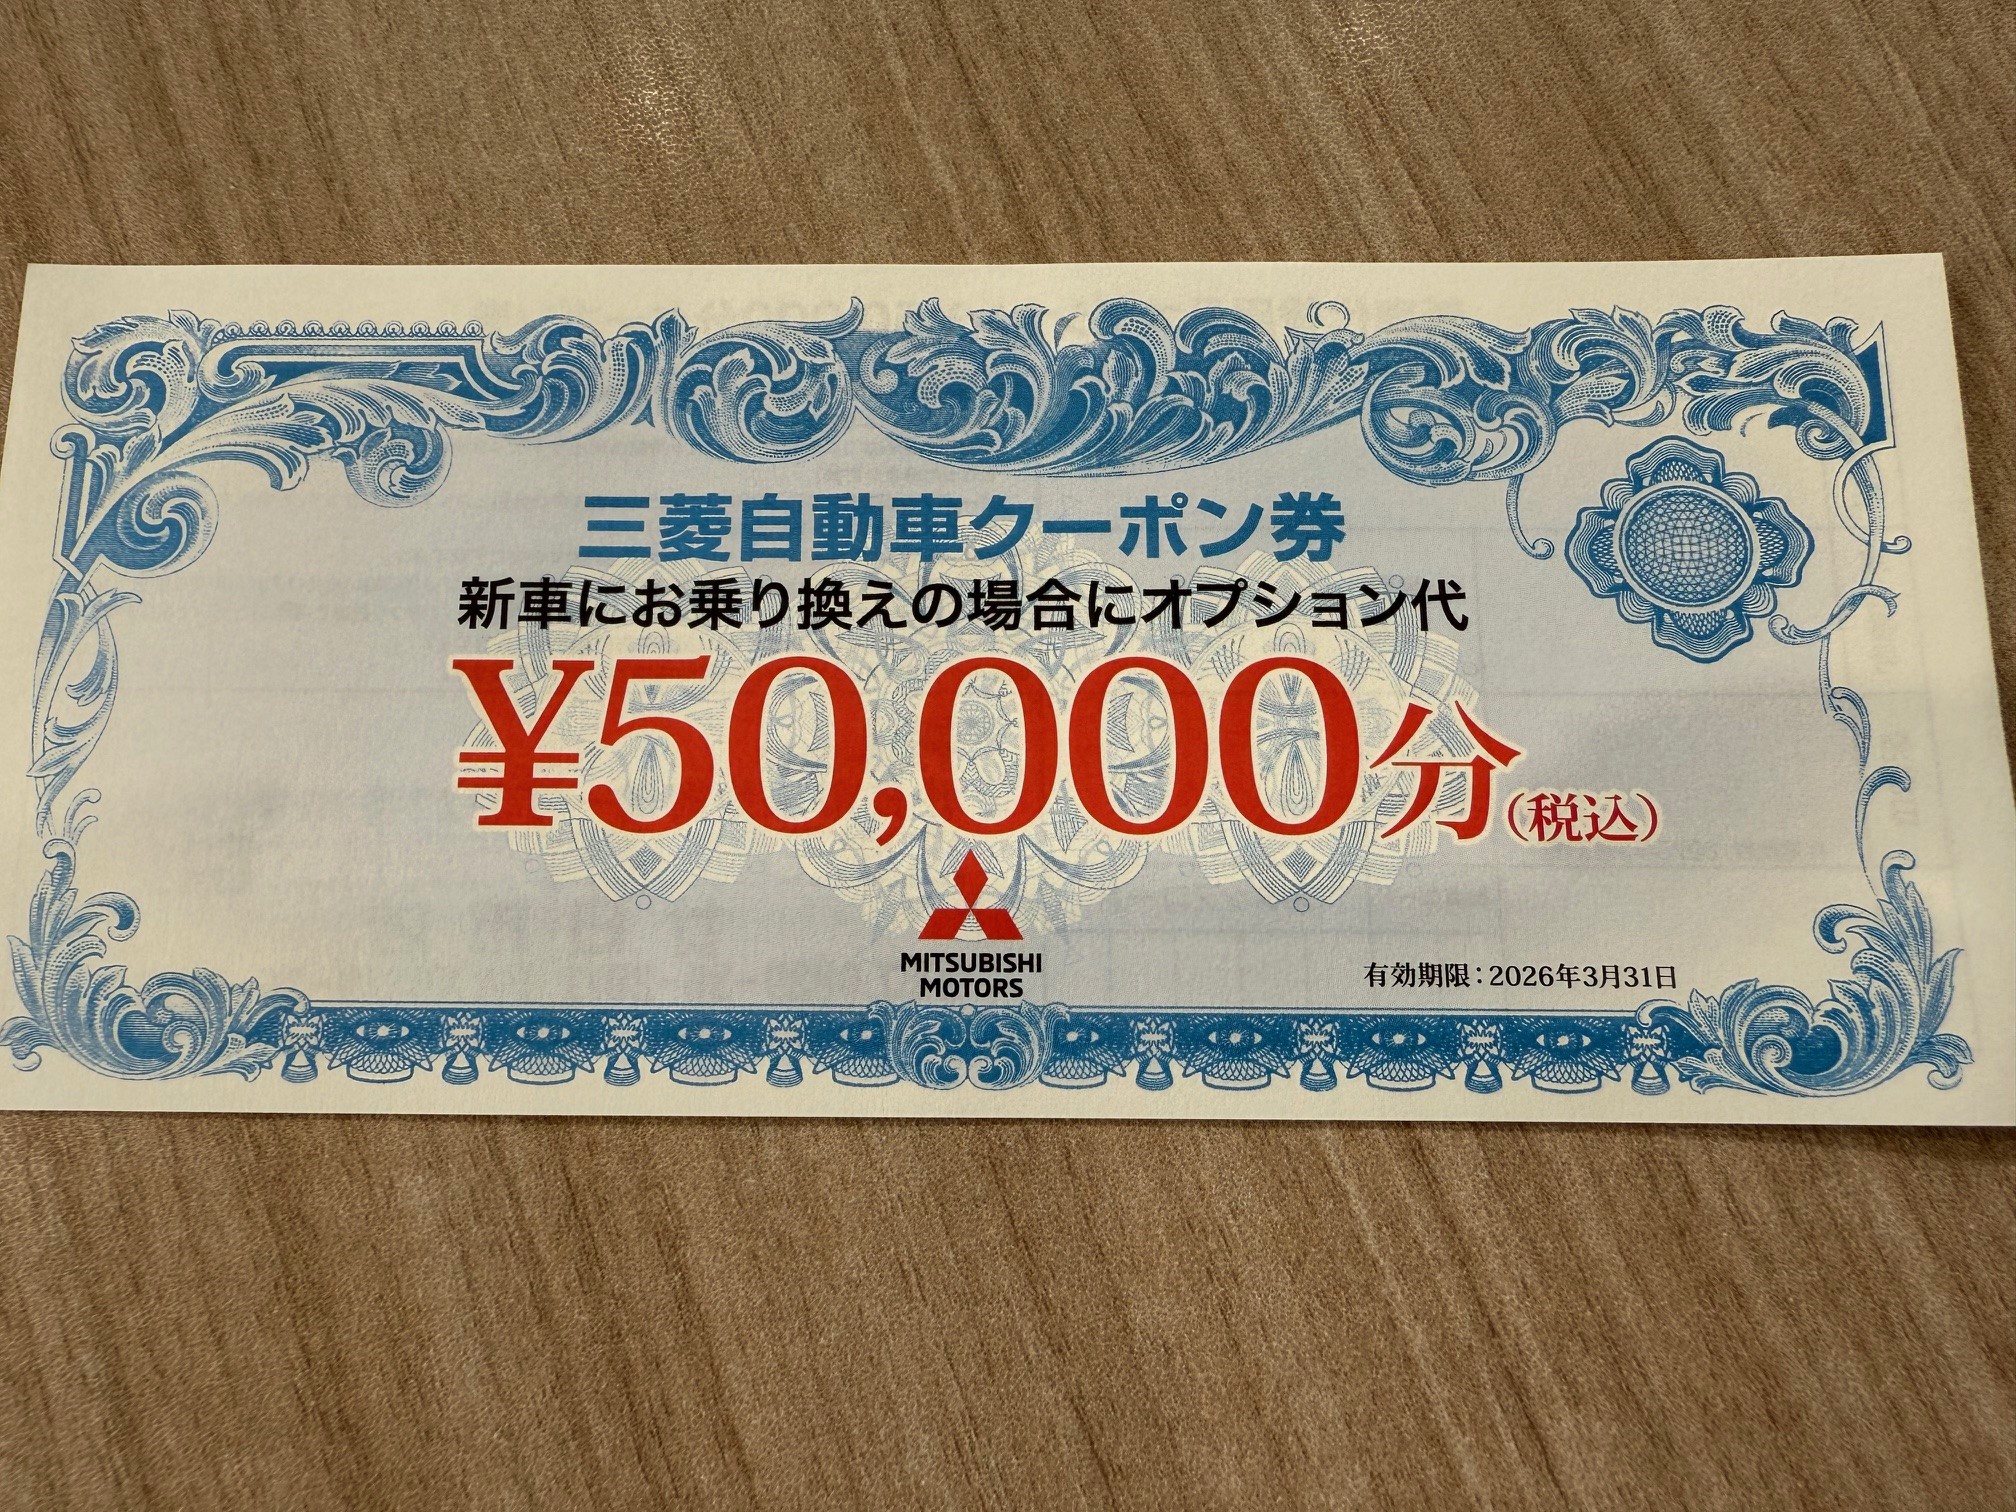 三菱自動車クーポン券
新車にお乗り換えの場合にオプション代
¥50,000分(税込)
MITSUBISHI
MOTORS
有効期限:2026年3月31日